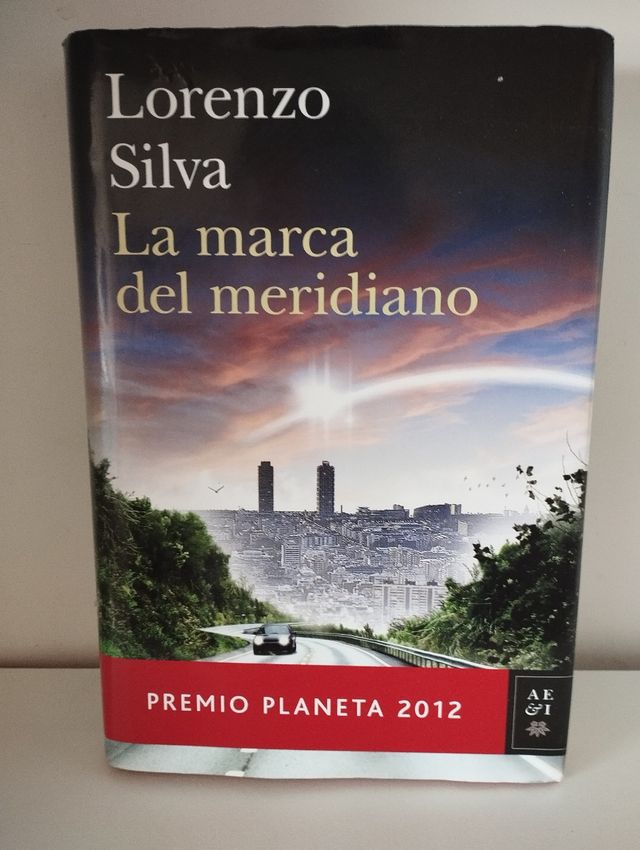 Lorenzo
Silva
La marca
del meridiano
PREMIO PLANETA 2012
AE
&I